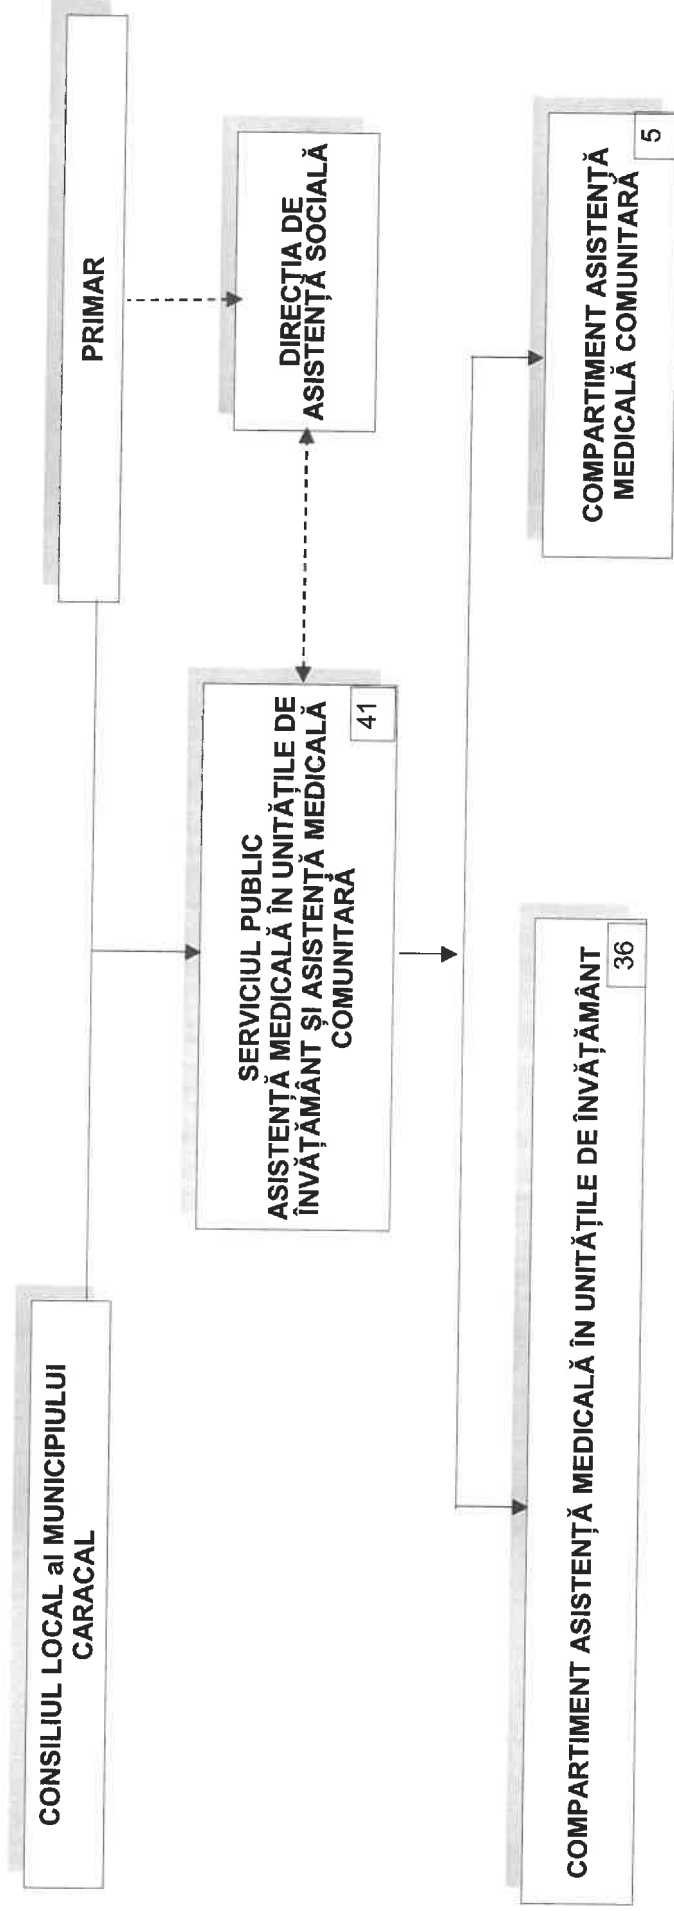 CONSILIUL LOCAL al MUNICIPIULUI
CARACAL
PRIMAR
SERVICIUL PUBLIC
ASISTENȚĂ MEDICALĂ ÎN UNITĂȚILE DE
ÎNVĂȚĂMÂNT ȘI ASISTENȚĂ MEDICALĂ
COMUNITARĂ
41
DIRECȚIA DE
ASISTENȚĂ SOCIALĂ
COMPARTIMENT ASISTENȚĂ MEDICALĂ ÎN UNITĂȚILE DE ÎNVĂȚĂMÂNT
36
COMPARTIMENT ASISTENȚĂ
MEDICALĂ COMUNITARĂ
5